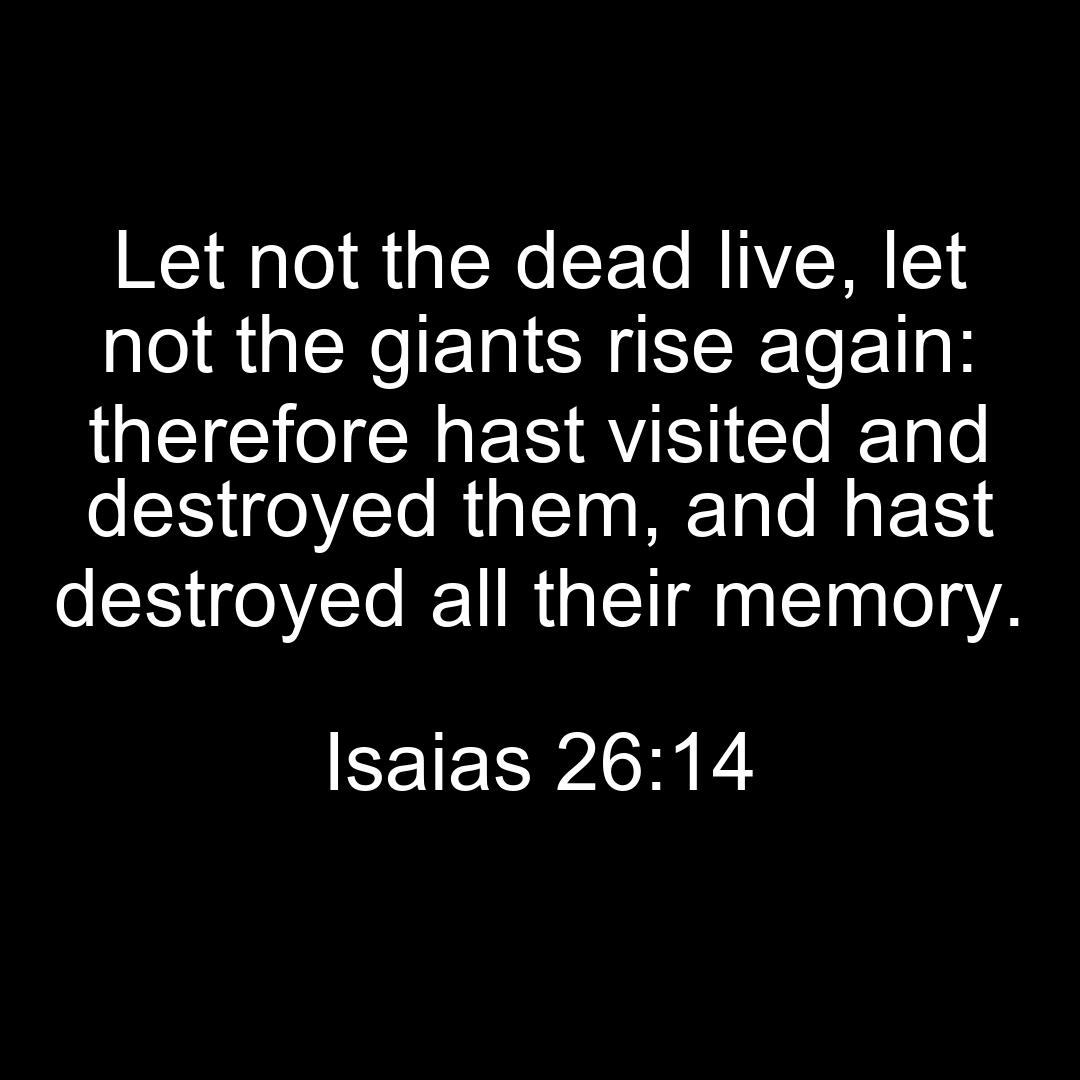 Let not the dead live, let
not the giants rise again:
therefore hast visited and
destroyed them, and hast
destroyed all their memory.
Isaias 26:14